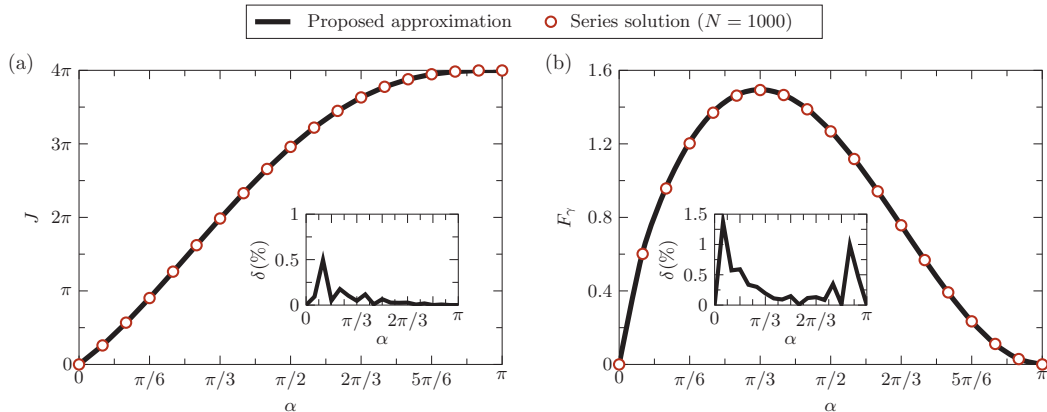 Proposed approximation Series solution (N = 1000)
(a)
4π
3π
2π
π
0
J
0 π/6 π/3 π/2 2π/3 5π/6 π
α
1
0.5
0
δ(%)
0 π/3 2π/3 π
α
(b)
1.6
1.2
0.8
0.4
0
Fγ
0 π/6 π/3 π/2 2π/3 5π/6 π
α
1.5
1
0.5
0
δ(%)
0 π/3 2π/3 π
α